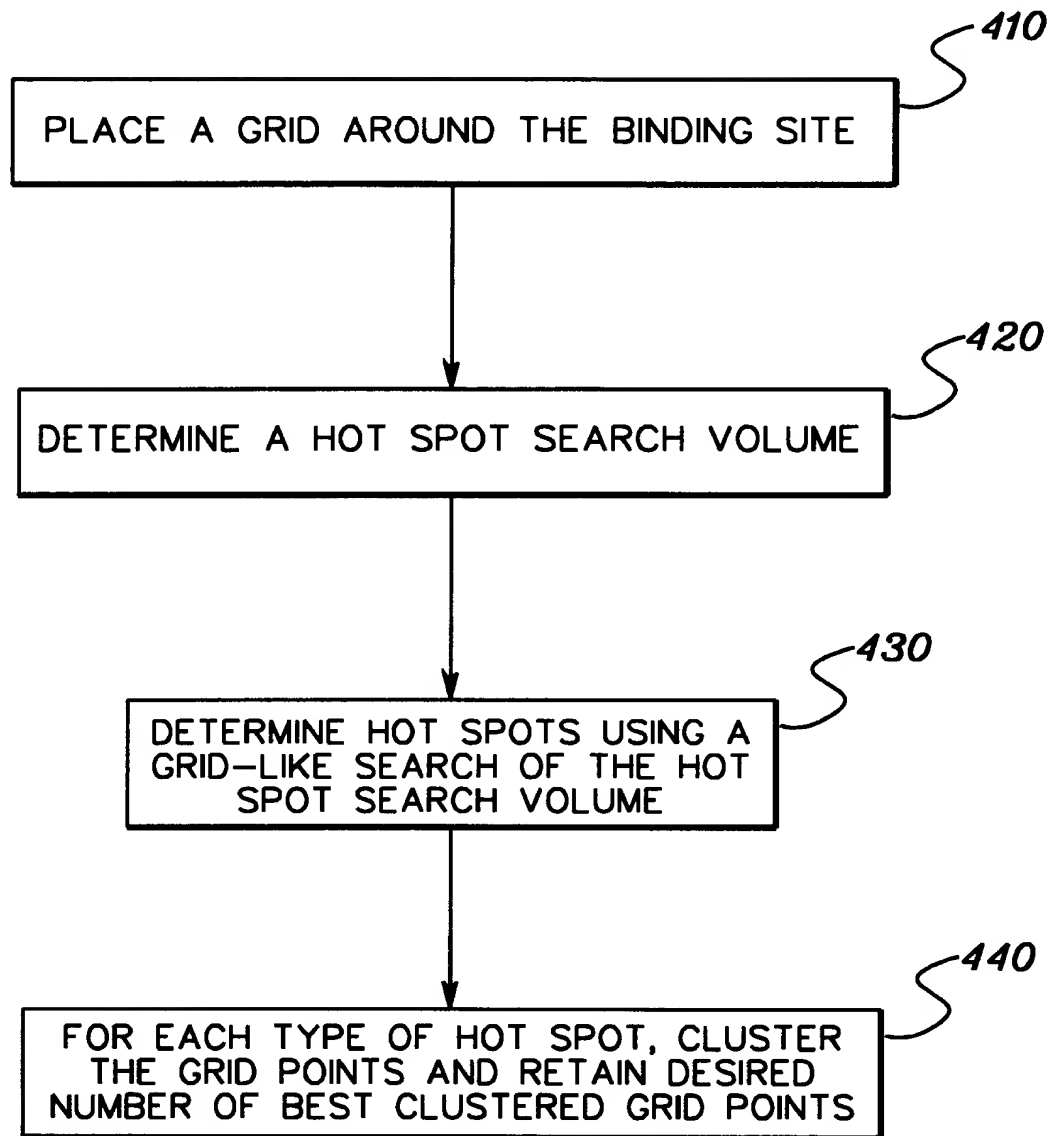 410
PLACE A GRID AROUND THE BINDING SITE
420
DETERMINE A HOT SPOT SEARCH VOLUME
430
DETERMINE HOT SPOTS USING A
GRID-LIKE SEARCH OF THE HOT
SPOT SEARCH VOLUME
440
FOR EACH TYPE OF HOT SPOT, CLUSTER
THE GRID POINTS AND RETAIN DESIRED
NUMBER OF BEST CLUSTERED GRID POINTS